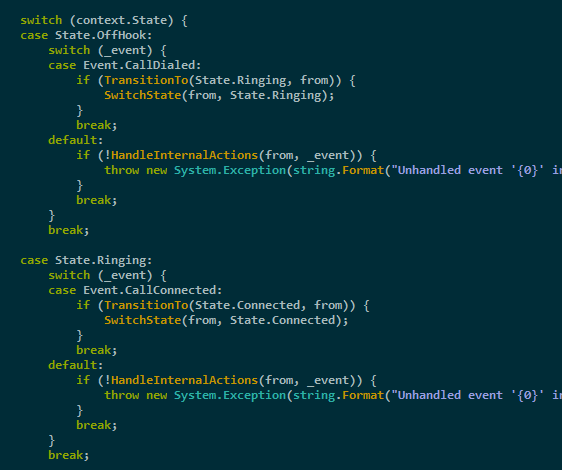 switch (context.State) {
case State.OffHook:
switch (_event) {
case Event.CallDialed:
if (TransitionTo(State.Ringing, from)) {
SwitchState(from, State.Ringing);
}
break;
default:
if (!HandleInternalActions(from, _event)) {
throw new System.Exception(string.Format("Unhandled event '{0}' in
}
break;
}
break;
case State.Ringing:
switch (_event) {
case Event.CallConnected:
if (TransitionTo(State.Connected, from)) {
SwitchState(from, State.Connected);
}
break;
default:
if (!HandleInternalActions(from, _event)) {
throw new System.Exception(string.Format("Unhandled event '{0}' in
}
break;
}
break;